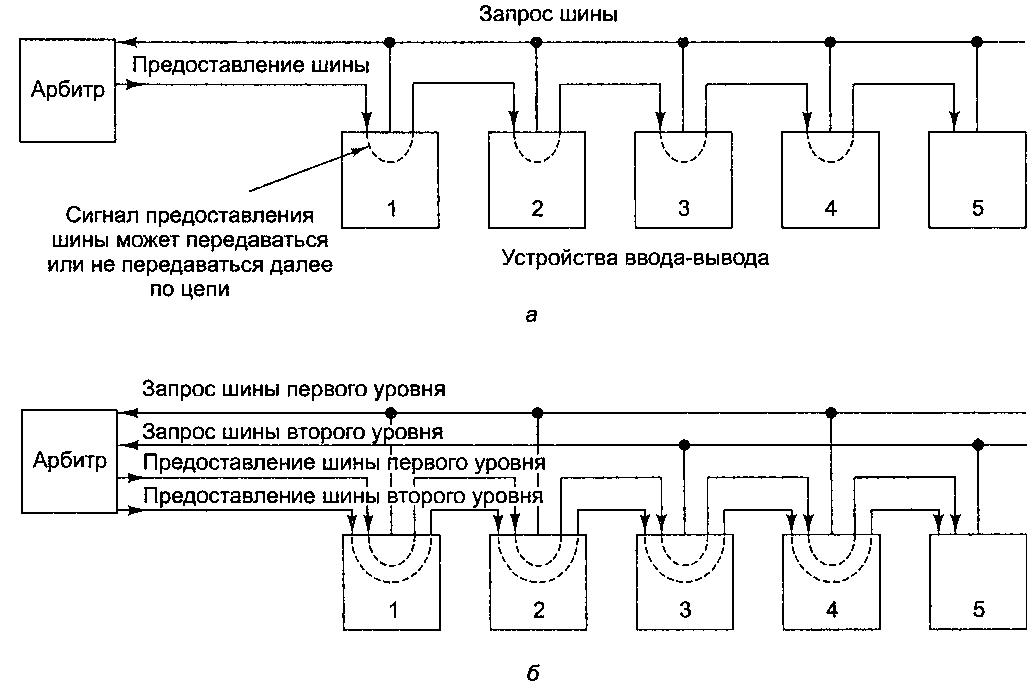 Запрос шины
Арбитр
Предоставление шины
1
2
3
4
5
Сигнал предоставления
шины может передаваться
или не передаваться далее
по цепи
Устройства ввода-вывода
а
Запрос шины первого уровня
Запрос шины второго уровня
Арбитр
Предоставление шины первого уровня
Предоставление шины второго уровня
1
2
3
4
5
б